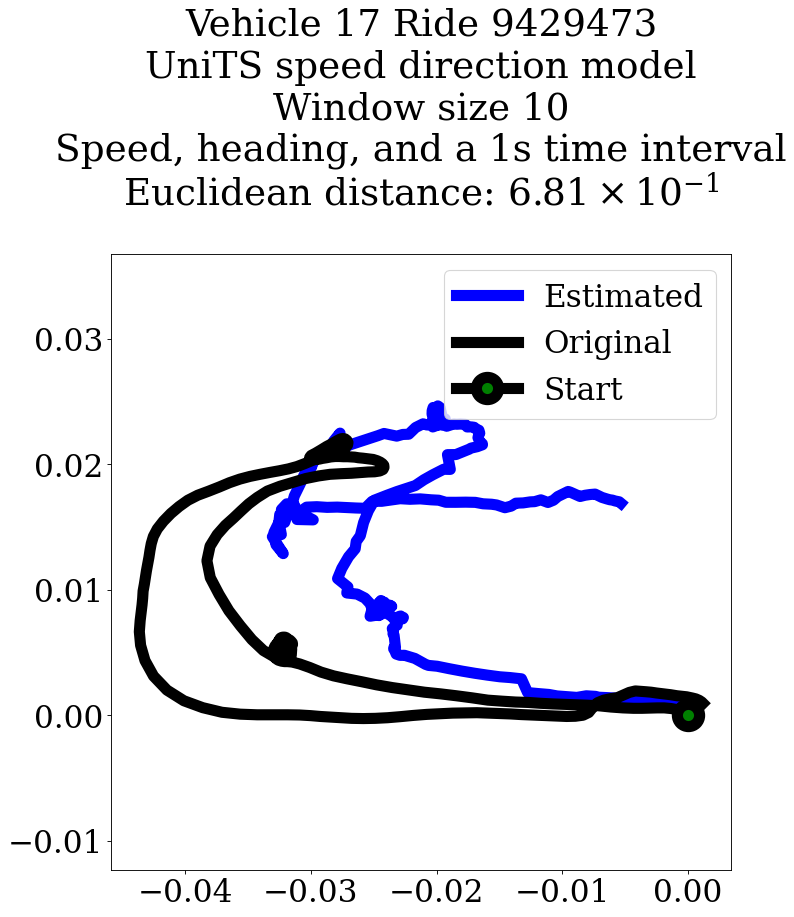 Vehicle 17 Ride 9429473
UniTS speed direction model
Window size 10
Speed, heading, and a 1s time interval
Euclidean distance: 6.81 × 10⁻¹
Estimated
Original
Start
0.03
0.02
0.01
0.00
−0.01
−0.04
−0.03
−0.02
−0.01
0.00